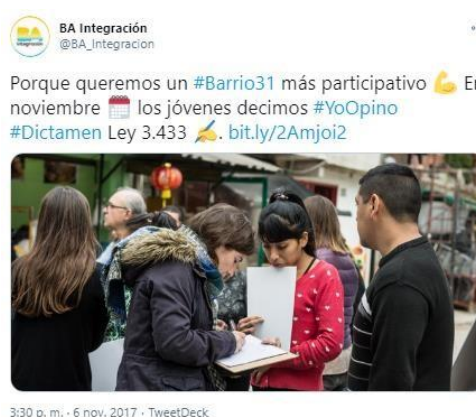 BA Integración
@BA_Integracion
Porque queremos un #Barrio31 más participativo 💪 En
noviembre 📅 los jóvenes decimos #YoOpino
#Dictamen Ley 3.433 ✍️. bit.ly/2Amjoi2
3:30 p. m. · 6 nov. 2017 · TweetDeck